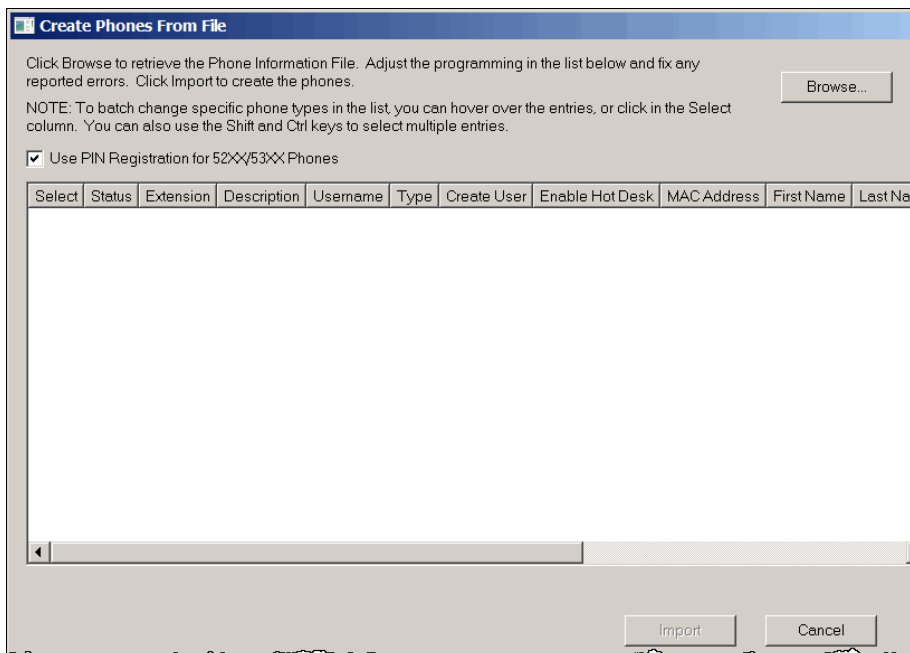 Create Phones From File
Click Browse to retrieve the Phone Information File. Adjust the programming in the list below and fix any
reported errors. Click Import to create the phones.
Browse...
NOTE: To batch change specific phone types in the list, you can hover over the entries, or click in the Select
column. You can also use the Shift and Ctrl keys to select multiple entries.
Use PIN Registration for 52XX/53XX Phones
Select Status Extension Description Username Type Create User Enable Hot Desk MAC Address First Name Last Na
Import Cancel